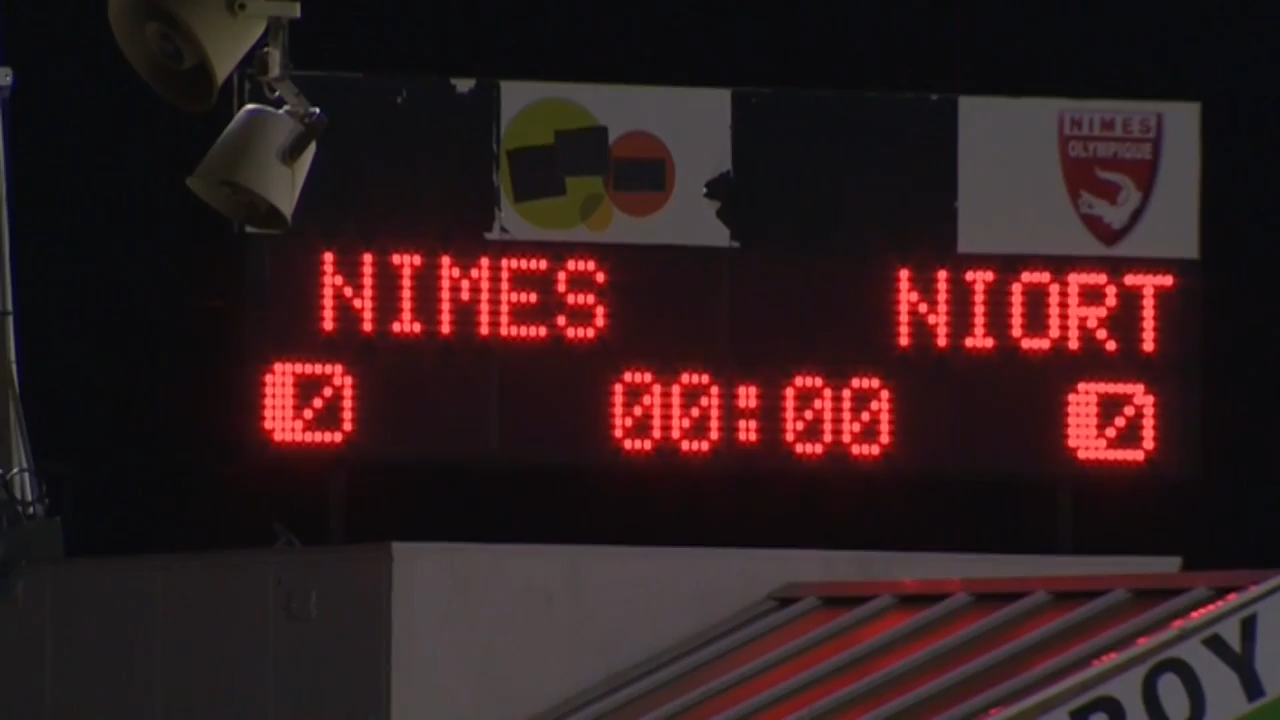 NIMES
OLYMPIQUE
NIMES NIORT
0 00:00 0
ROY